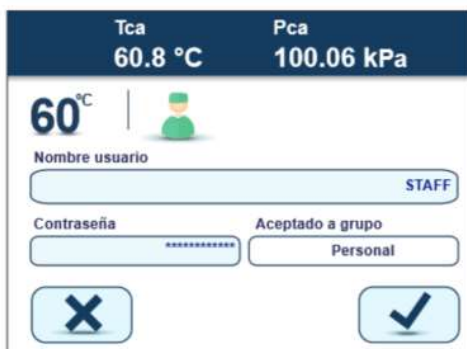 Tca Pca
60.8 °C 100.06 kPa
60°C
Nombre usuario
STAFF
Contraseña Aceptado a grupo
************ Personal